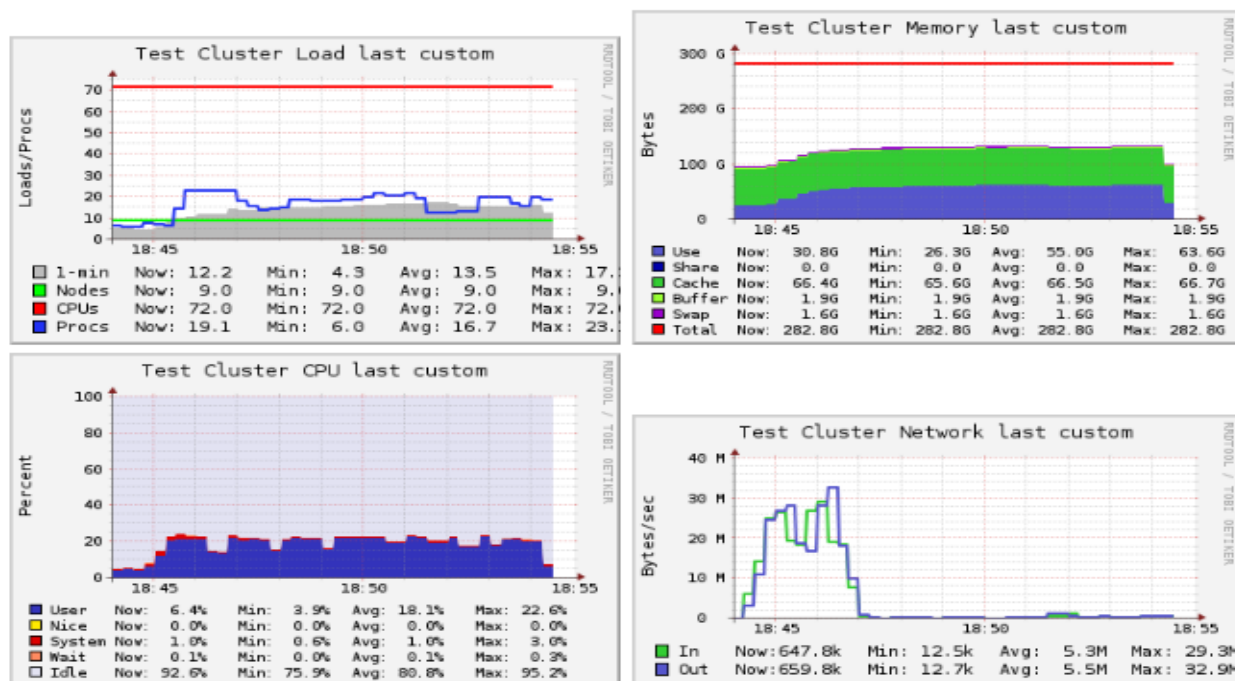 Test Cluster Load last custom
RRDTOOL / TOBI OETIKER
Loads/Procs
70
60
50
40
30
20
10
0
18:45 18:50 18:55
1-min Now: 12.2 Min: 4.3 Avg: 13.5 Max: 17.
Nodes Now: 9.0 Min: 9.0 Avg: 9.0 Max: 9.
CPUs Now: 72.0 Min: 72.0 Avg: 72.0 Max: 72.
Procs Now: 19.1 Min: 6.0 Avg: 16.7 Max: 23.
Test Cluster Memory last custom
RRDTOOL / TOBI OETIKER
Bytes
300 G
200 G
100 G
0
18:45 18:50 18:55
Use Now: 30.8G Min: 26.3G Avg: 55.0G Max: 63.6G
Share Now: 0.0 Min: 0.0 Avg: 0.0 Max: 0.0
Cache Now: 66.4G Min: 65.6G Avg: 66.5G Max: 66.7G
Buffer Now: 1.9G Min: 1.9G Avg: 1.9G Max: 1.9G
Swap Now: 1.6G Min: 1.6G Avg: 1.6G Max: 1.6G
Total Now: 282.8G Min: 282.8G Avg: 282.8G Max: 282.8G
Test Cluster CPU last custom
RRDTOOL / TOBI OETIKER
Percent
100
80
60
40
20
0
18:45 18:50 18:55
User Now: 6.4% Min: 3.9% Avg: 18.1% Max: 22.6%
Nice Now: 0.0% Min: 0.0% Avg: 0.0% Max: 0.0%
System Now: 1.0% Min: 0.6% Avg: 1.0% Max: 3.0%
Wait Now: 0.1% Min: 0.0% Avg: 0.1% Max: 0.3%
Idle Now: 92.6% Min: 75.9% Avg: 80.8% Max: 95.2%
Test Cluster Network last custom
RRDTOOL / TOBI OETIKER
Bytes/sec
40 M
30 M
20 M
10 M
0
18:45 18:50 18:55
In Now:647.8k Min: 12.5k Avg: 5.3M Max: 29.3M
Out Now:659.8k Min: 12.7k Avg: 5.5M Max: 32.9M